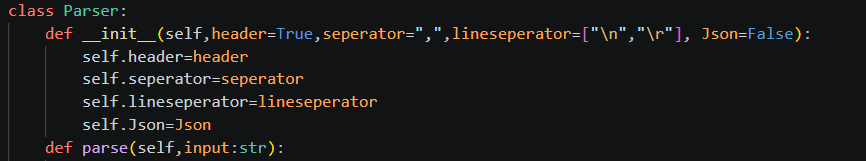 class Parser:
    def __init__(self,header=True,seperator=",",lineseperator=["\n","\r"], Json=False):
        self.header=header
        self.seperator=seperator
        self.lineseperator=lineseperator
        self.Json=Json
    def parse(self,input:str):